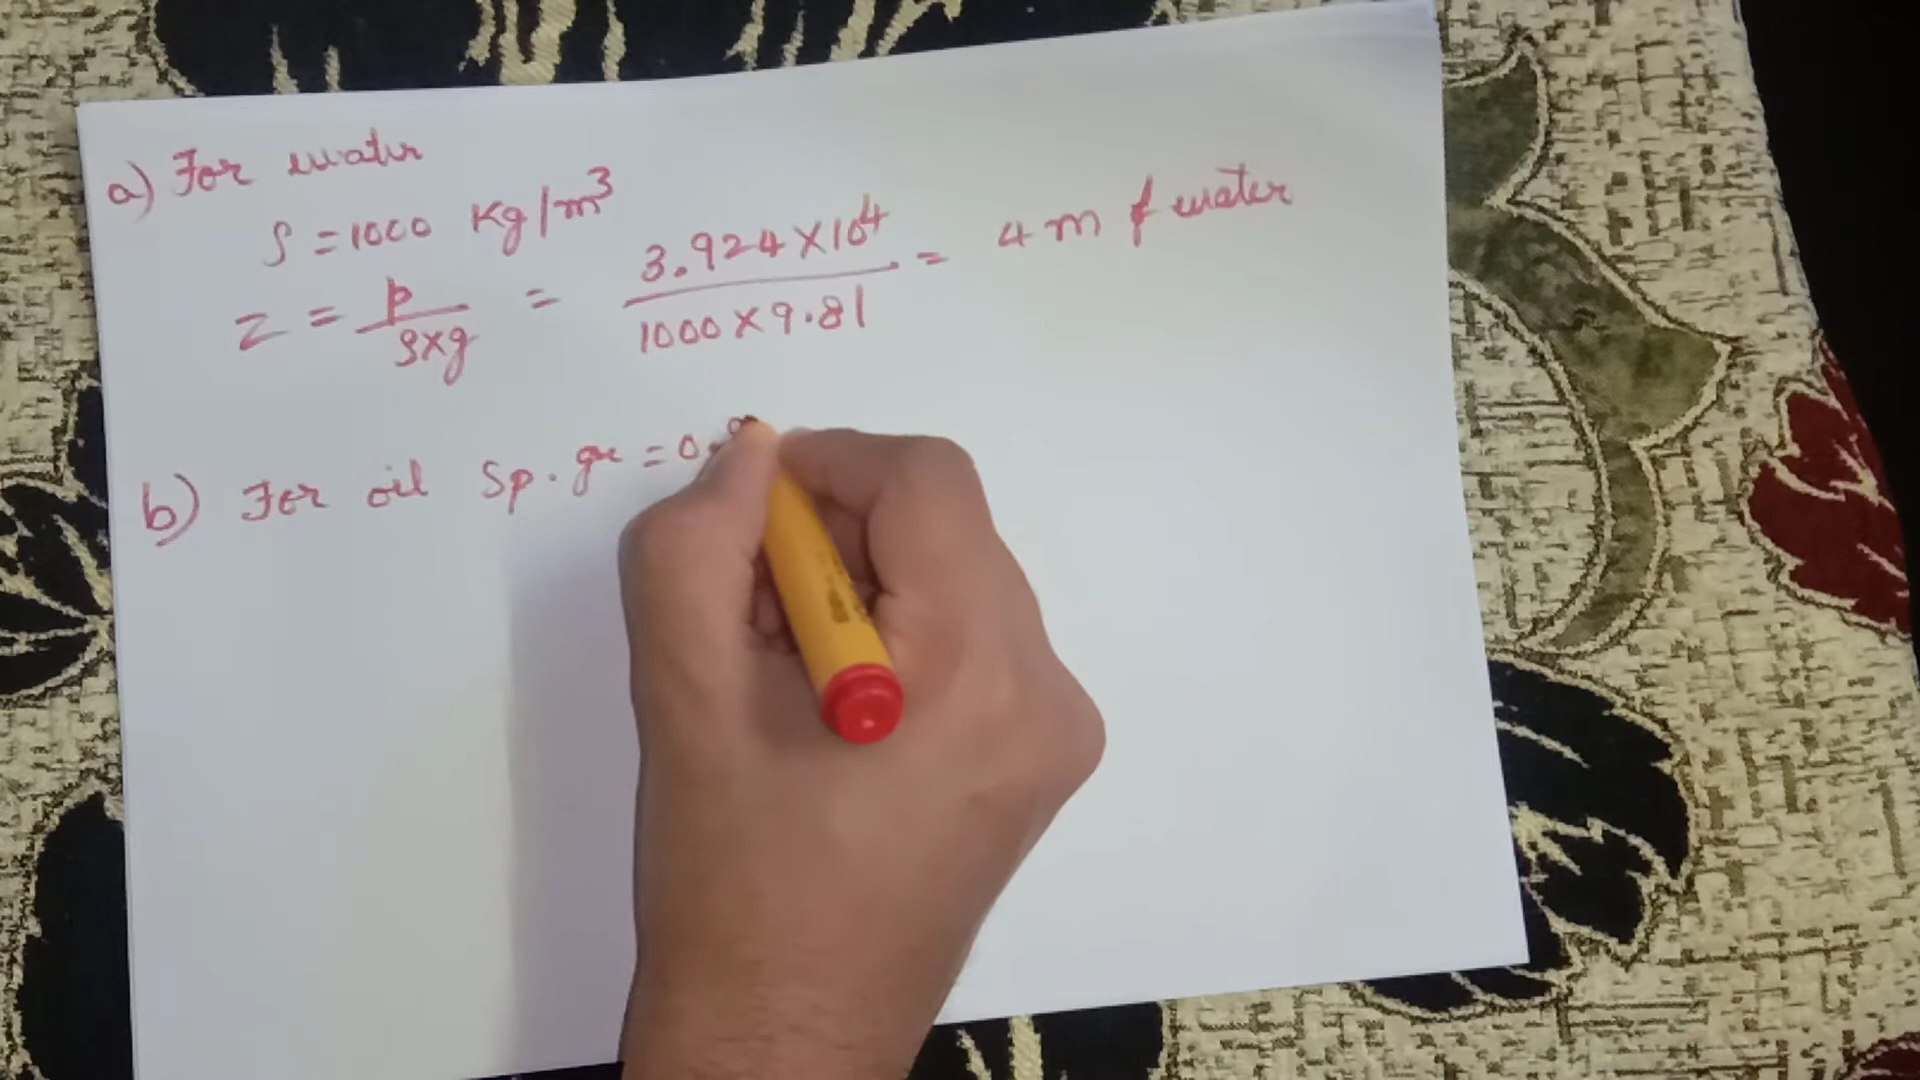 a) For water
ρ = 1000 Kg/m³
Z = p / ρxg = 3.924 X 10⁴ / 1000 X 9.81 = 4 m of water
b) For oil Sp. gr = 0.